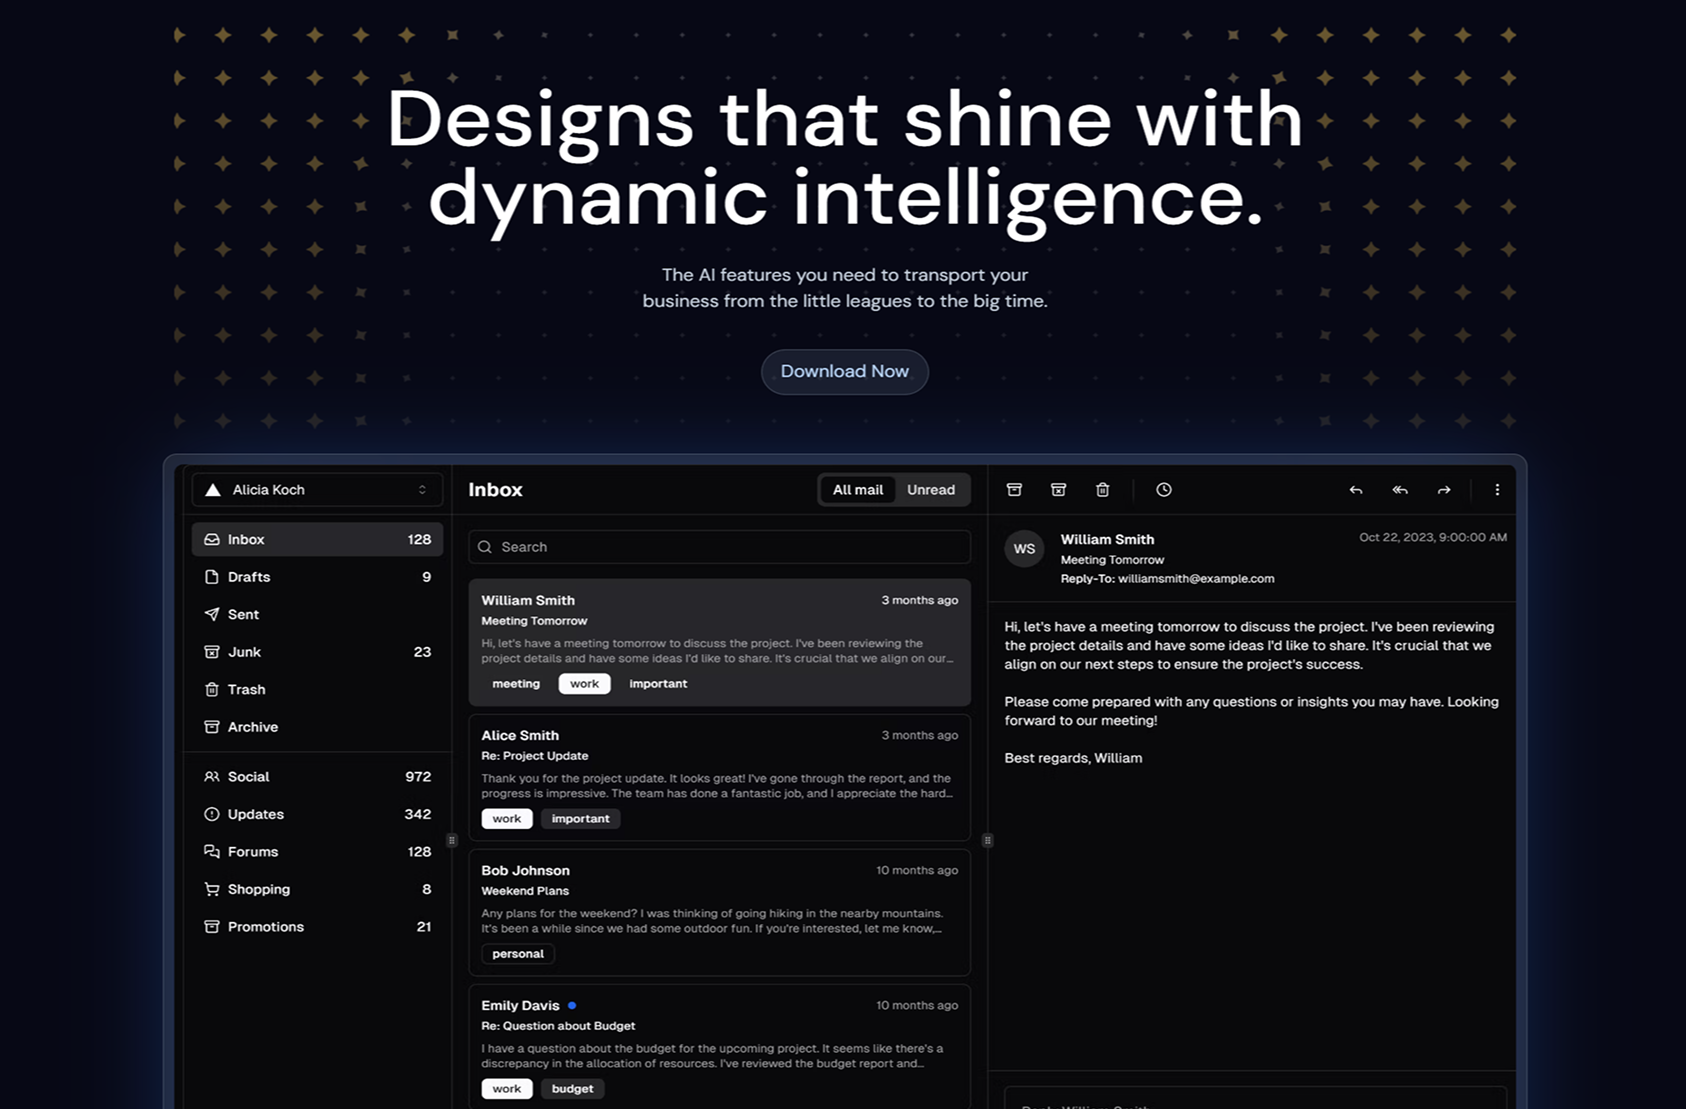 Designs that shine with
dynamic intelligence.
The AI features you need to transport your
business from the little leagues to the big time.
Download Now
Alicia Koch
Inbox 128
Drafts 9
Sent
Junk 23
Trash
Archive
Social 972
Updates 342
Forums 128
Shopping 8
Promotions 21
Inbox
All mail Unread
Search
William Smith 3 months ago
Meeting Tomorrow
Hi, let's have a meeting tomorrow to discuss the project. I've been reviewing the
project details and have some ideas I'd like to share. It's crucial that we align on our...
meeting work important
Alice Smith 3 months ago
Re: Project Update
Thank you for the project update. It looks great! I've gone through the report, and the
progress is impressive. The team has done a fantastic job, and I appreciate the hard...
work important
Bob Johnson 10 months ago
Weekend Plans
Any plans for the weekend? I was thinking of going hiking in the nearby mountains.
It's been a while since we had some outdoor fun. If you're interested, let me know,...
personal
Emily Davis 10 months ago
Re: Question about Budget
I have a question about the budget for the upcoming project. It seems like there's a
discrepancy in the allocation of resources. I've reviewed the budget report and...
work budget
WS
William Smith Oct 22, 2023, 9:00:00 AM
Meeting Tomorrow
Reply-To: williamsmith@example.com
Hi, let's have a meeting tomorrow to discuss the project. I've been reviewing
the project details and have some ideas I'd like to share. It's crucial that we
align on our next steps to ensure the project's success.
Please come prepared with any questions or insights you may have. Looking
forward to our meeting!
Best regards, William